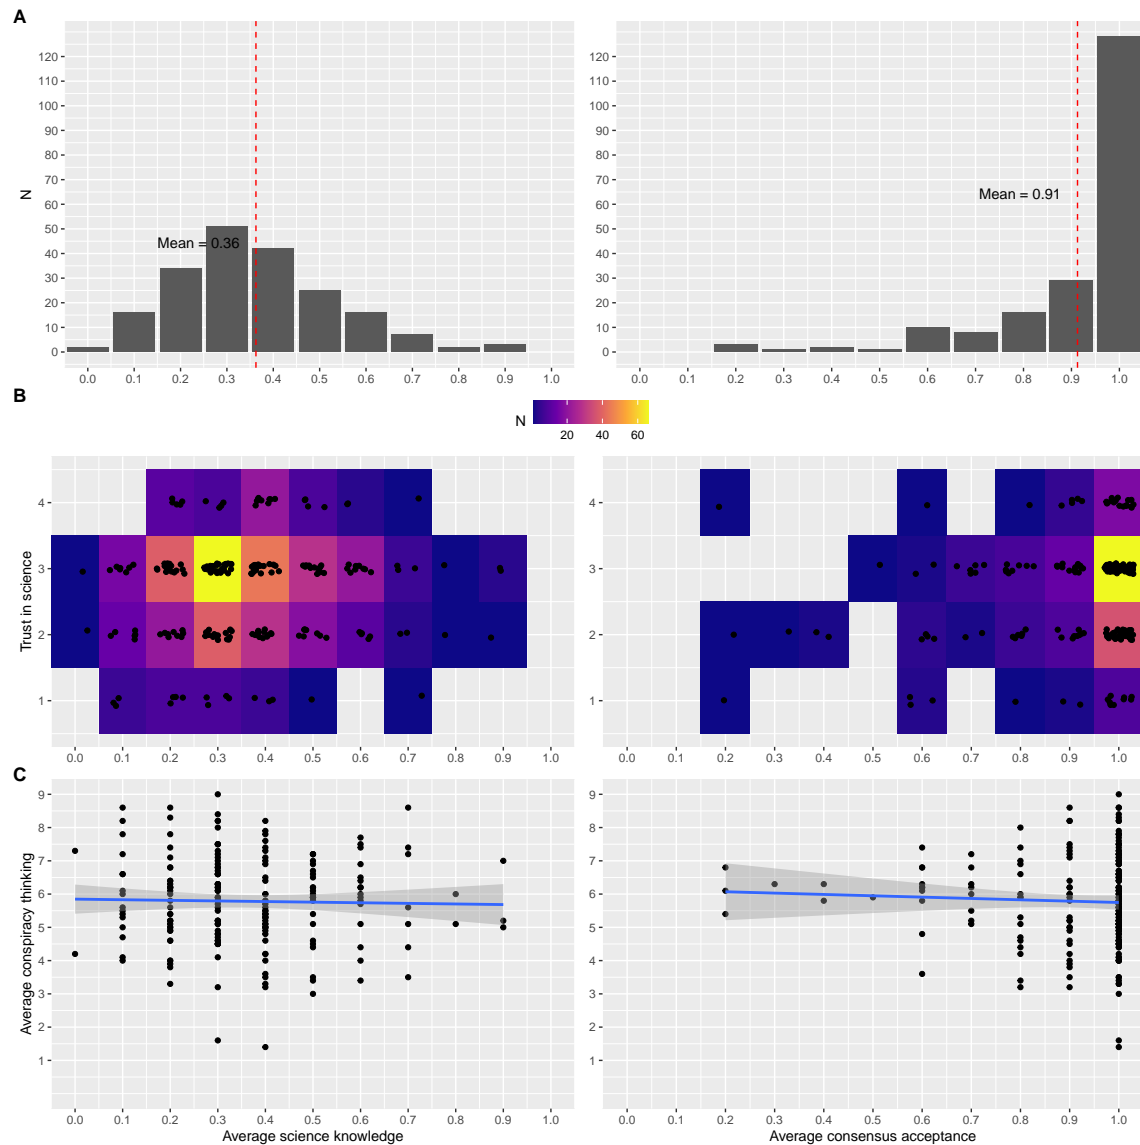 A
N
120
110
100
90
80
70
60
50
40
30
20
10
0
Mean = 0.36
0.0 0.1 0.2 0.3 0.4 0.5 0.6 0.7 0.8 0.9 1.0
120
110
100
90
80
70
60
50
40
30
20
10
0
Mean = 0.91
0.0 0.1 0.2 0.3 0.4 0.5 0.6 0.7 0.8 0.9 1.0
B
N
20 40 60
Trust in science
4
3
2
1
0.0 0.1 0.2 0.3 0.4 0.5 0.6 0.7 0.8 0.9 1.0
4
3
2
1
0.0 0.1 0.2 0.3 0.4 0.5 0.6 0.7 0.8 0.9 1.0
C
Average conspiracy thinking
9
8
7
6
5
4
3
2
1
0.0 0.1 0.2 0.3 0.4 0.5 0.6 0.7 0.8 0.9 1.0
Average science knowledge
9
8
7
6
5
4
3
2
1
0.0 0.1 0.2 0.3 0.4 0.5 0.6 0.7 0.8 0.9 1.0
Average consensus acceptance